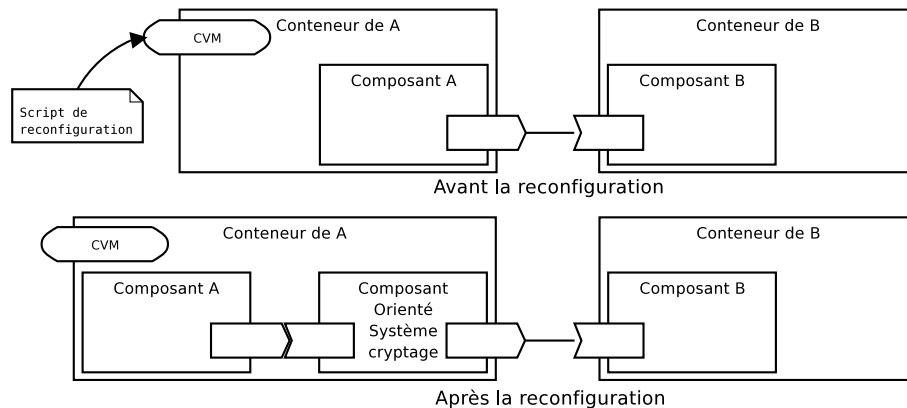 Conteneur de A
Conteneur de B
CVM
Composant A
Composant B
Script de
reconfiguration
Avant la reconfiguration
Conteneur de A
Conteneur de B
CVM
Composant A
Composant
Orienté
Système
cryptage
Composant B
Après la reconfiguration